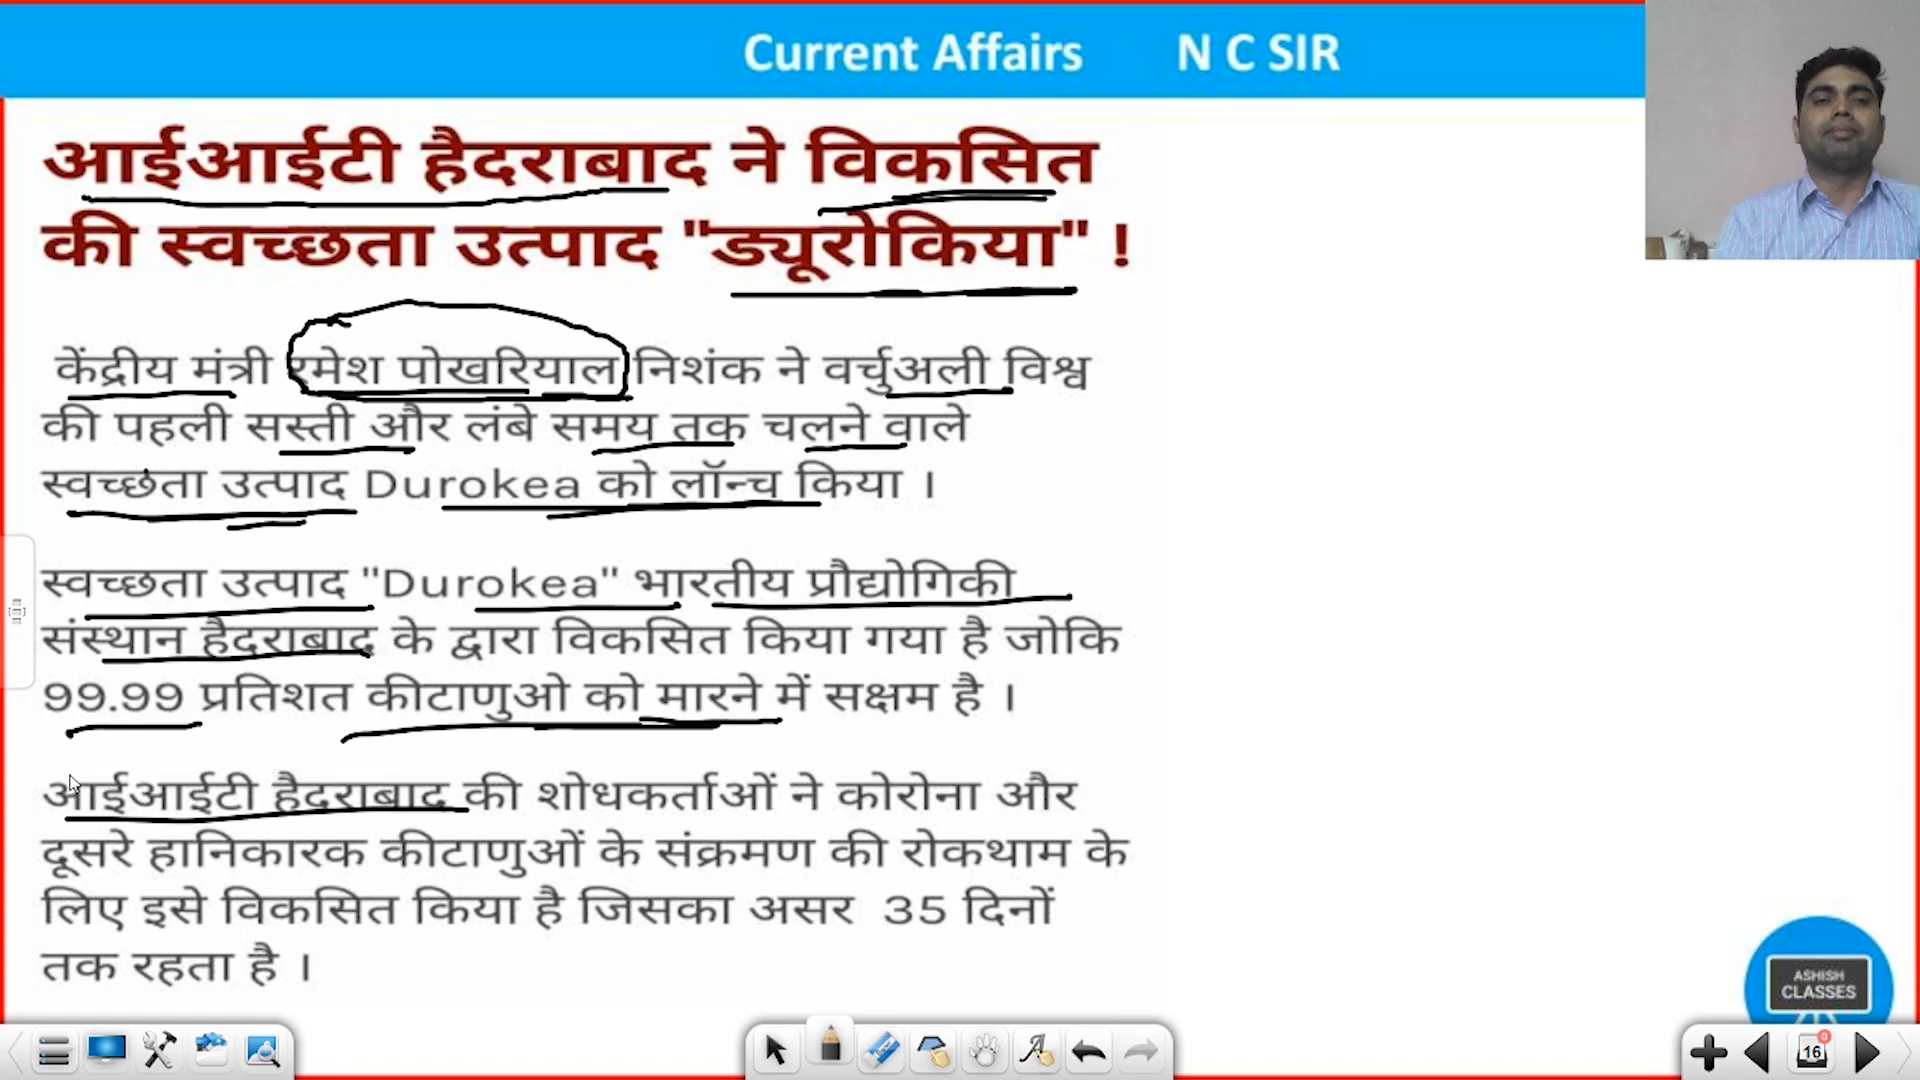 Current Affairs N C SIR
आईआईटी हैदराबाद ने विकसित
की स्वच्छता उत्पाद "ड्यूरोकिया" !
केंद्रीय मंत्री रमेश पोखरियाल निशंक ने वर्चुअली विश्व
की पहली सस्ती और लंबे समय तक चलने वाले
स्वच्छता उत्पाद Durokea को लॉन्च किया ।
स्वच्छता उत्पाद "Durokea" भारतीय प्रौद्योगिकी
संस्थान हैदराबाद के द्वारा विकसित किया गया है जोकि
99.99 प्रतिशत कीटाणुओ को मारने में सक्षम है ।
आईआईटी हैदराबाद की शोधकर्ताओं ने कोरोना और
दूसरे हानिकारक कीटाणुओं के संक्रमण की रोकथाम के
लिए इसे विकसित किया है जिसका असर 35 दिनों
तक रहता है ।
ASHISH
CLASSES
16
0